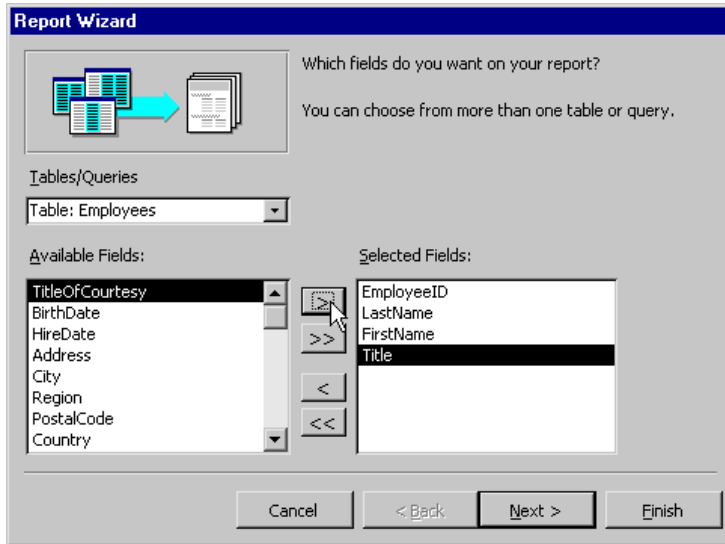 Report Wizard
Which fields do you want on your report?
You can choose from more than one table or query.
Tables/Queries
Table: Employees
Available Fields:
TitleOfCourtesy
BirthDate
HireDate
Address
City
Region
PostalCode
Country
>
>>
<
<<
Selected Fields:
EmployeeID
LastName
FirstName
Title
Cancel
< Back
Next >
Finish